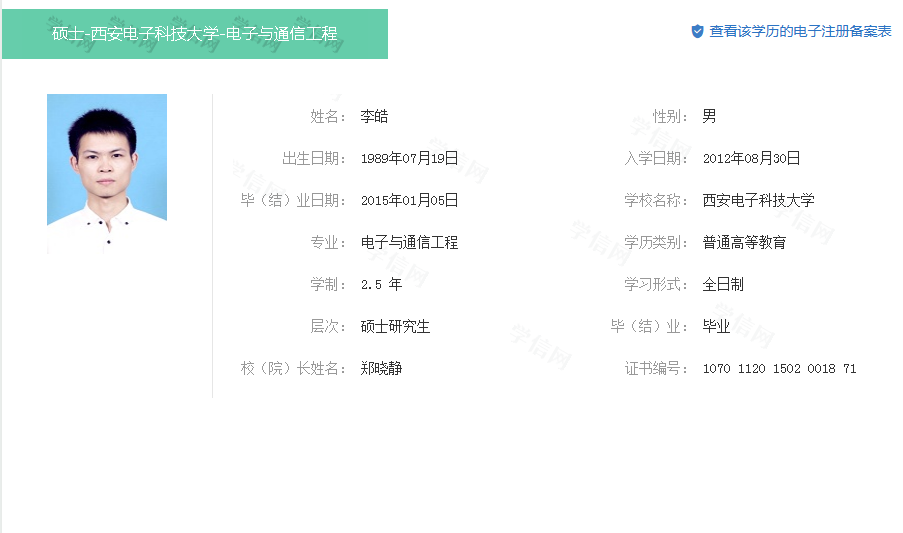 硕士-西安电子科技大学-电子与通信工程
查看该学历的电子注册备案表
姓名： 李皓 性别： 男
出生日期： 1989年07月19日 入学日期： 2012年08月30日
毕（结）业日期： 2015年01月05日 学校名称： 西安电子科技大学
专业： 电子与通信工程 学历类别： 普通高等教育
学制： 2.5 年 学习形式： 全日制
层次： 硕士研究生 毕（结）业： 毕业
校（院）长姓名： 郑晓静 证书编号： 1070 1120 1502 0018 71
学信网
学信网
学信网
学信网
学信网
学信网
学信网
学信网